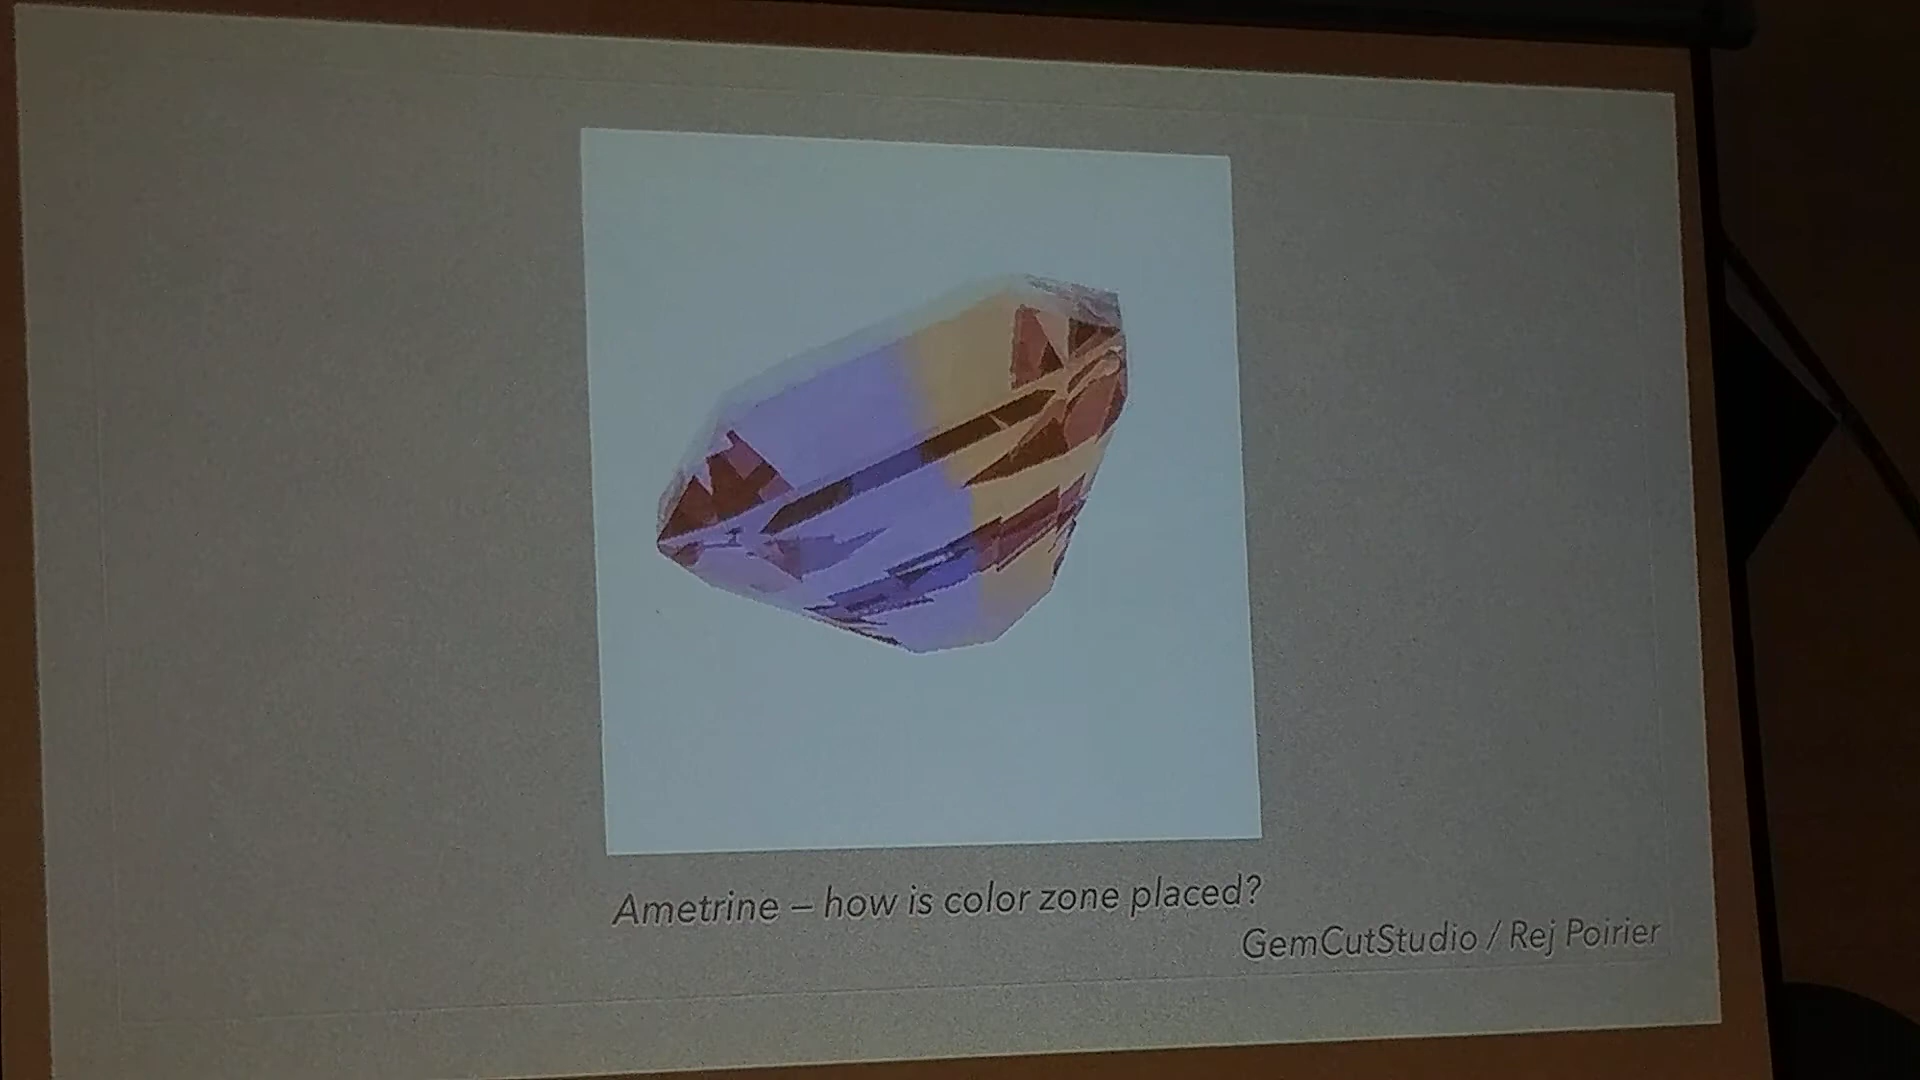 Ametrine – how is color zone placed?
GemCutStudio / Rej Poirier